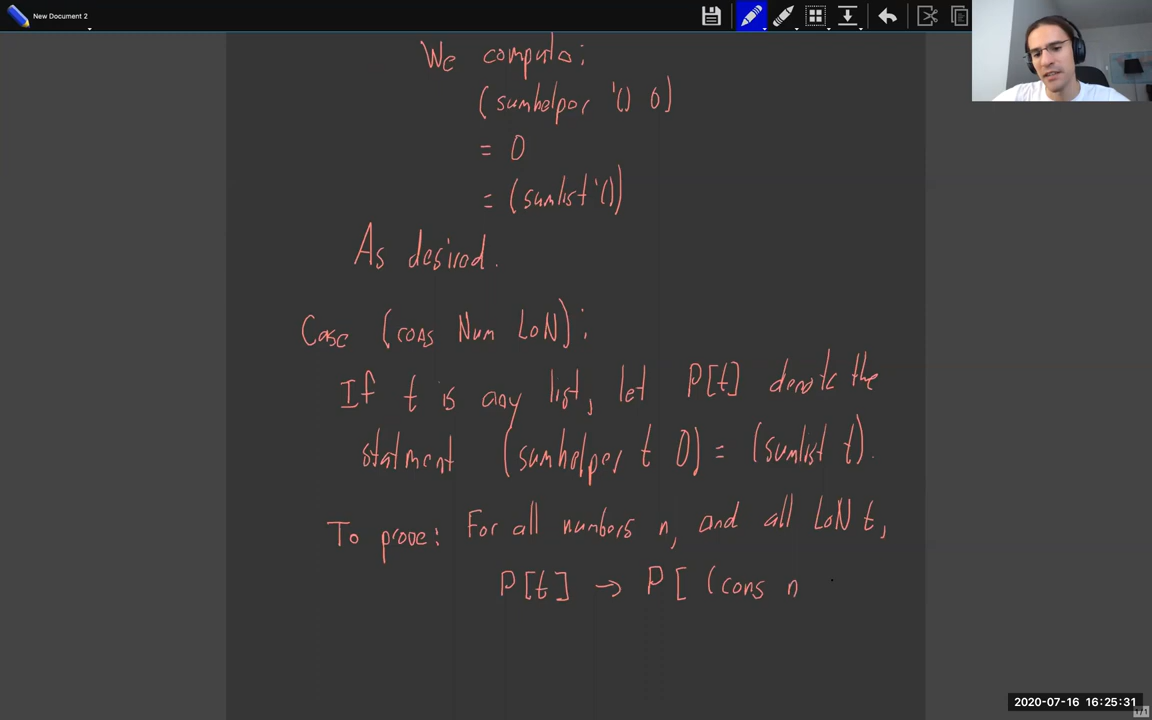 New Document 2
We compute:
(sumhelper '() 0)
= 0
= (sumlist '())
As desired.
Case (cons Num LoN):
If t is any list, let P[t] denote the
statment (sumhelper t 0) = (sumlist t).
To prove: For all numbers n, and all LoN t,
P[t] → P[ (cons n
2020-07-16 16:25:31